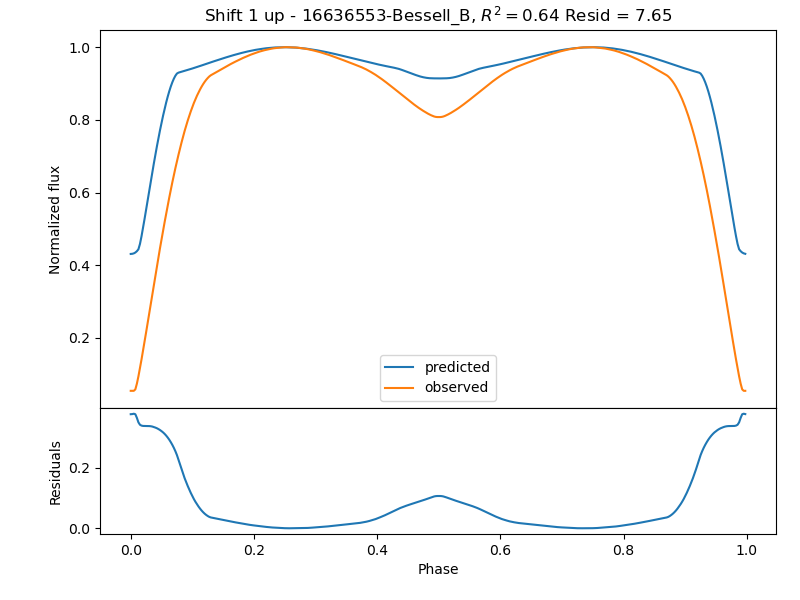 Shift 1 up - 16636553-Bessell_B, R² = 0.64 Resid = 7.65
Normalized flux
1.0
0.8
0.6
0.4
0.2
predicted
observed
Residuals
0.2
0.0
0.0 0.2 0.4 0.6 0.8 1.0
Phase